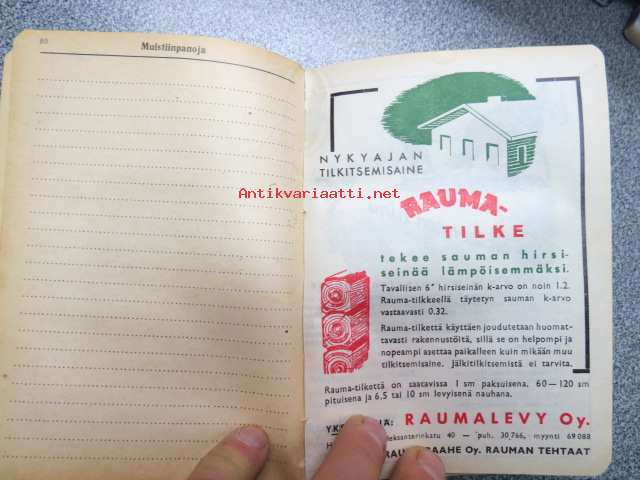 80
Muistiinpanoja
NYKYAJAN
TILKITSEMISAINE
Antikvariaatti.net
RAUMA-
TILKE
tekee sauman hirsi-
seinää lämpöisemmäksi.
Tavallisen 6" hirsiseinän k-arvo on noin 1.2.
Rauma-tilkkeellä täytetyn sauman k-arvo
vastaavasti 0.32.
Rauma-tilkettä käyttäen joudutetaan huomat-
tavasti rakennustöitä, sillä se on helpompi ja
nopeampi asettaa paikalleen kuin mikään muu
tilkitsemisaine. Jälkitilkitsemistä ei tarvita.
Rauma-tilkettä on saatavissa 1 sm paksuisena, 60—120 sm
pituisena ja 6,5 tai 10 sm levyisenä nauhana.
RAUMALEVY Oy.
40 — puh. 30,766, myynti 69 088
Oy. RAUMAN TEHTAAT